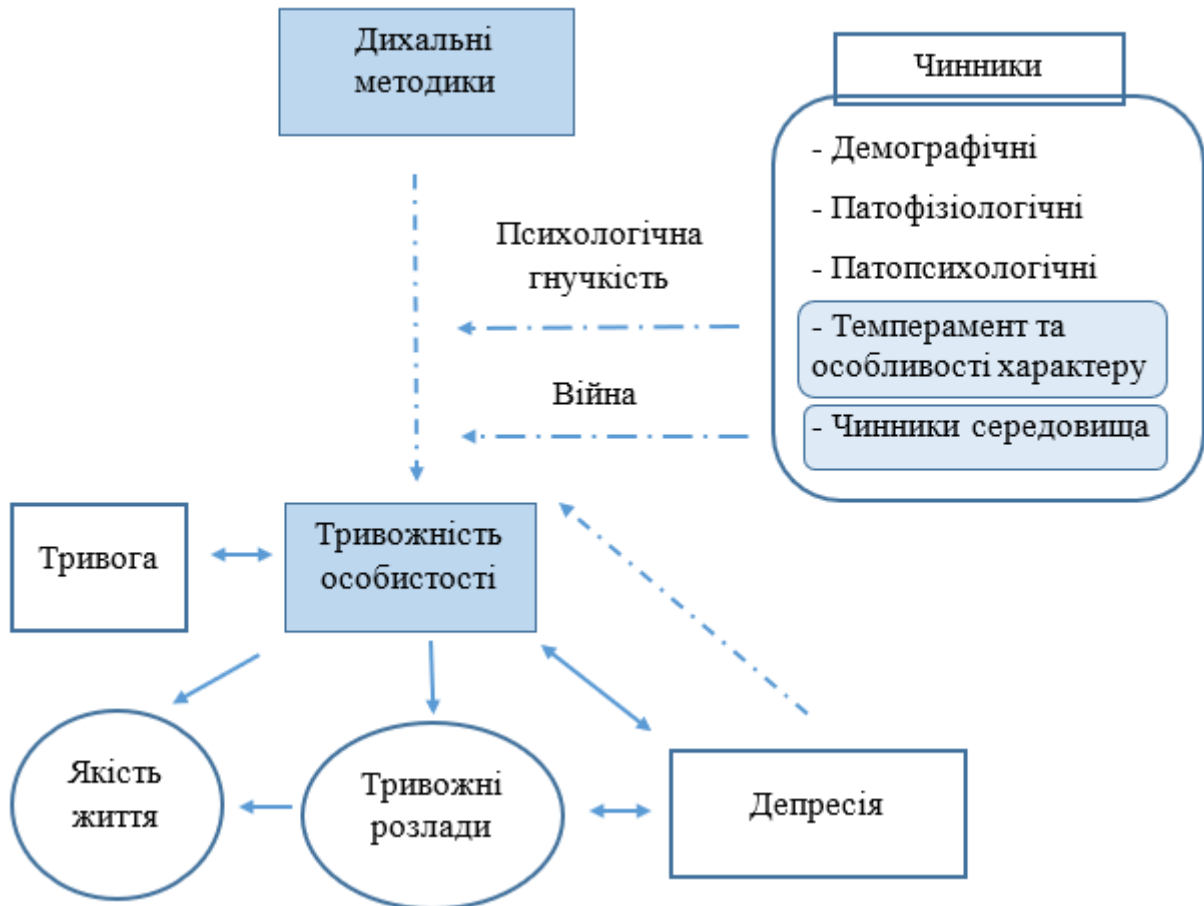 Дихальні
методики
Чинники
- Демографічні
- Патофізіологічні
- Патопсихологічні
- Темперамент та
особливості характеру
- Чинники середовища
Психологічна
гнучкість
Війна
Тривога
Тривожність
особистості
Якість
життя
Тривожні
розлади
Депресія